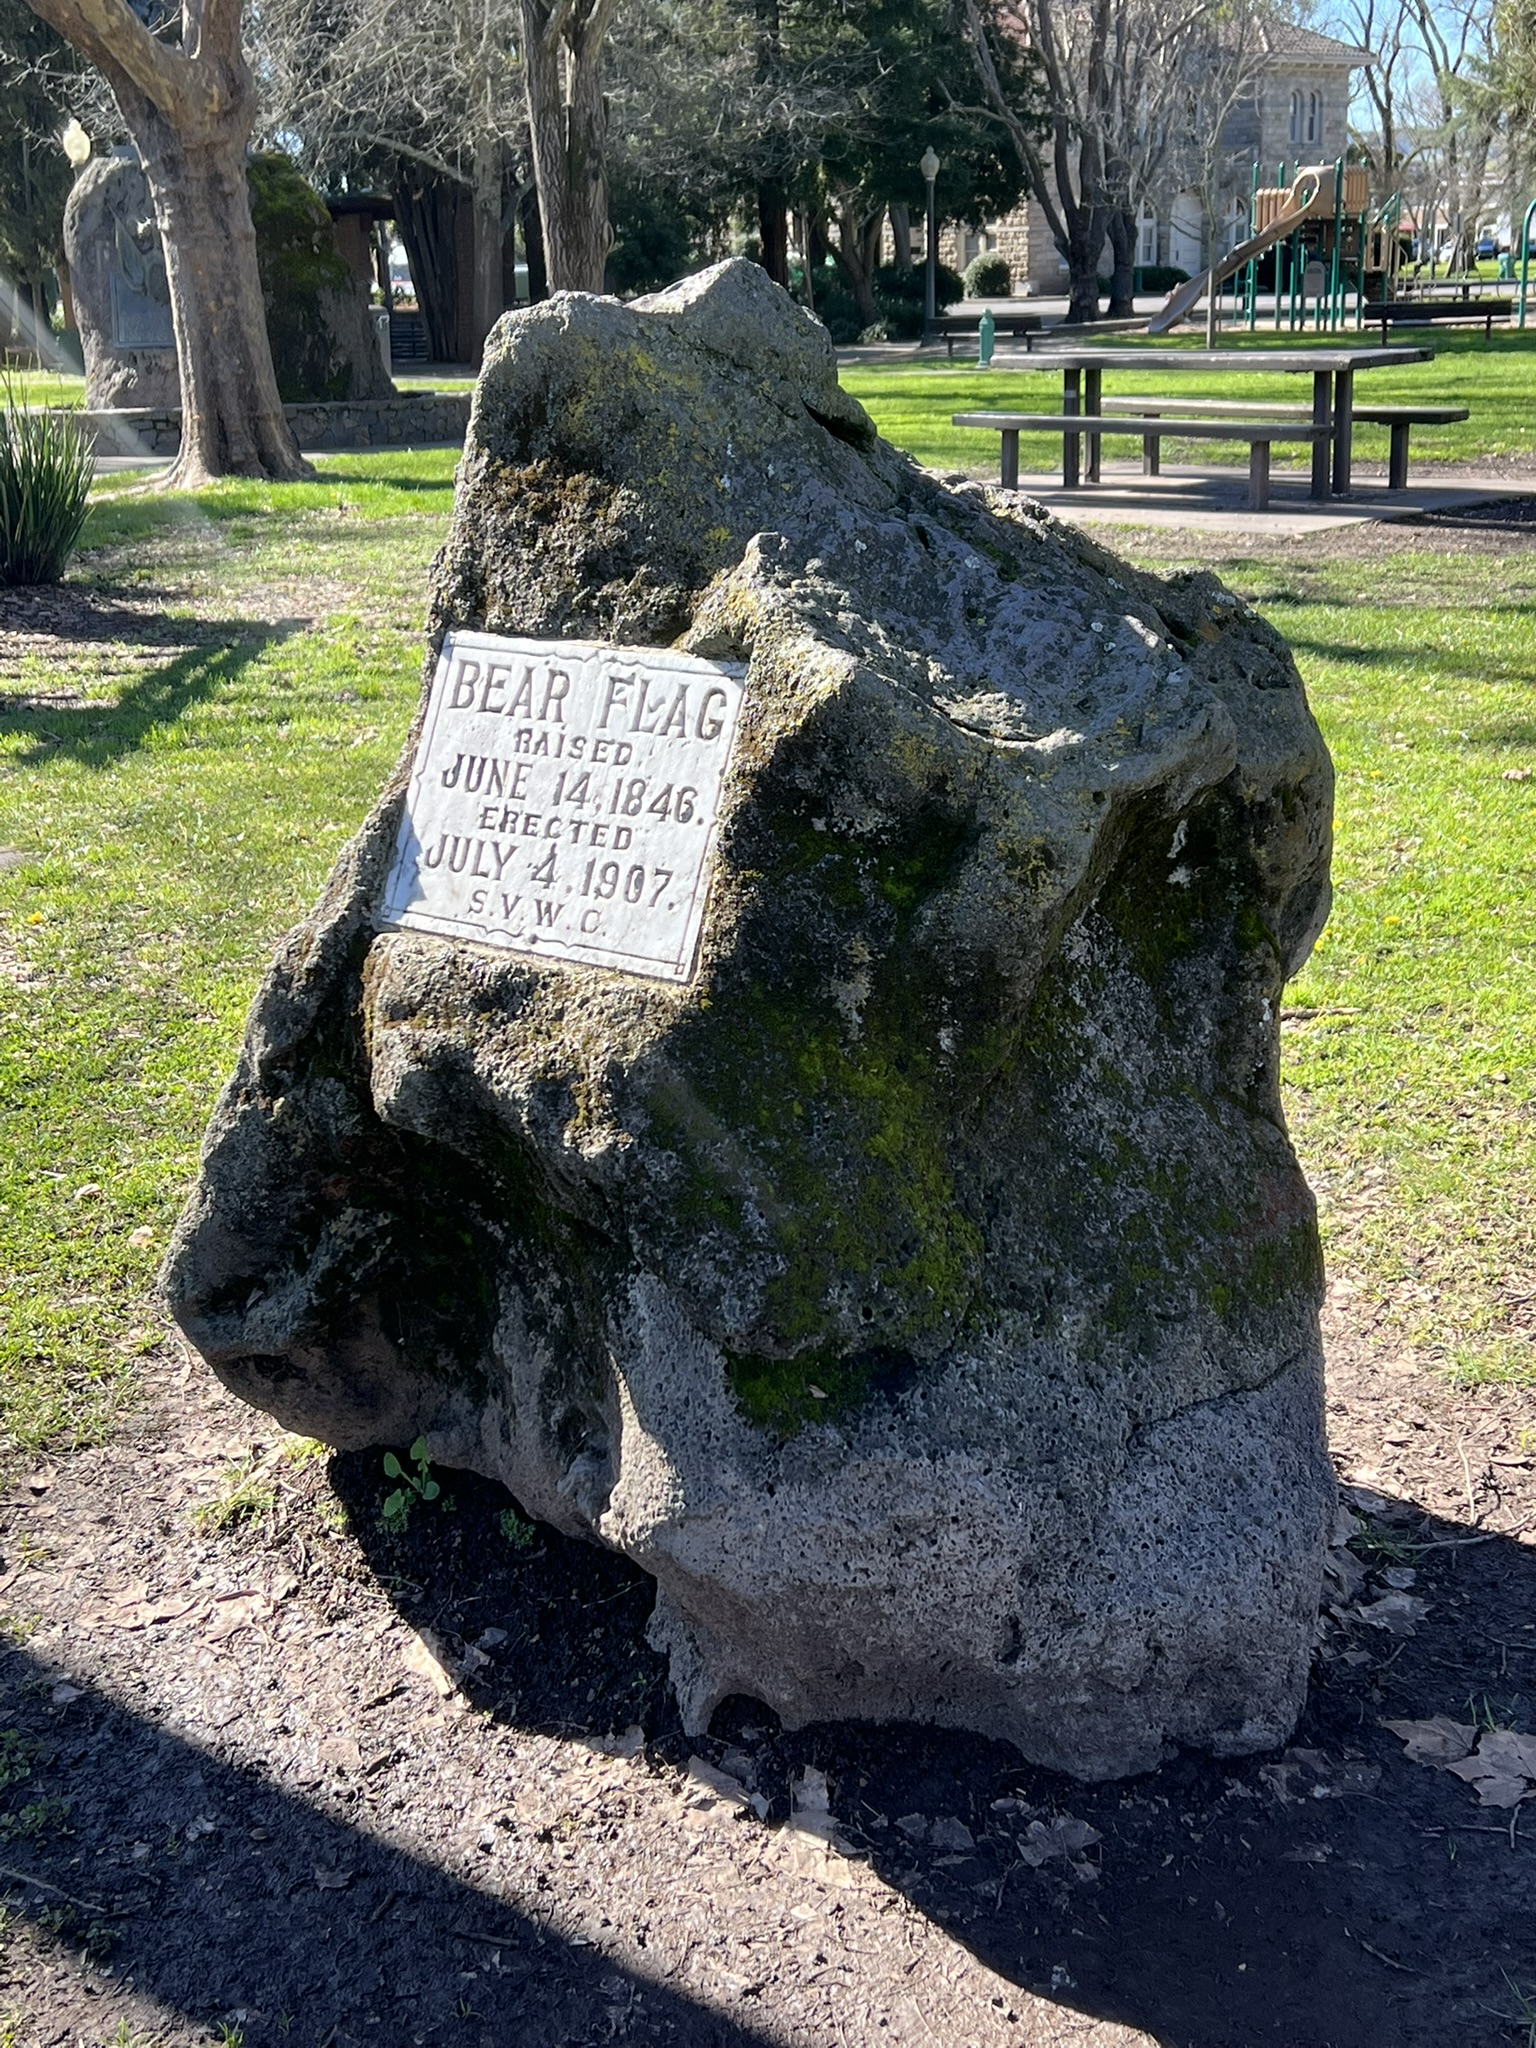 BEAR FLAG
RAISED
JUNE 14, 1846.
ERECTED
JULY 4, 1907.
S.V.W.C.